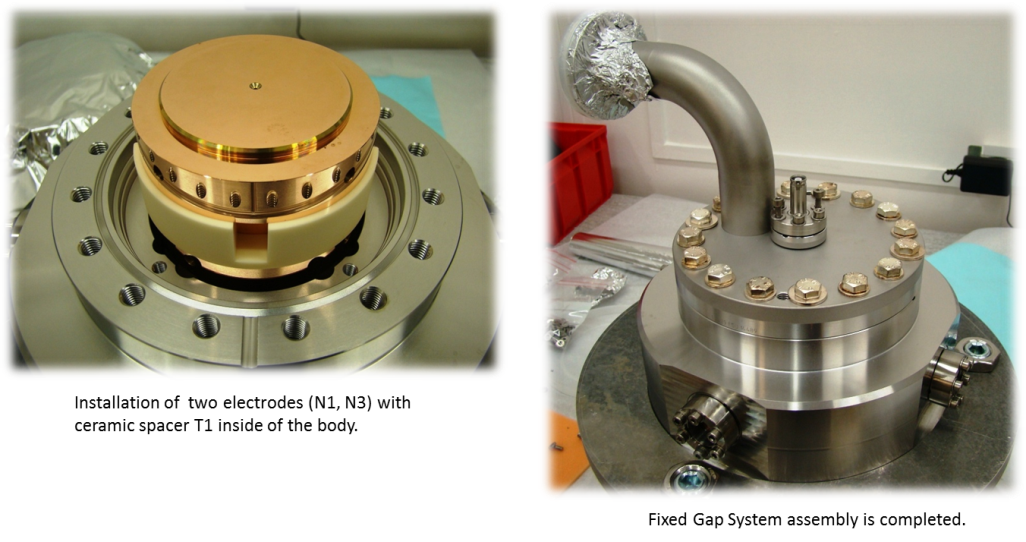 Installation of two electrodes (N1, N3) with
ceramic spacer T1 inside of the body.
Fixed Gap System assembly is completed.